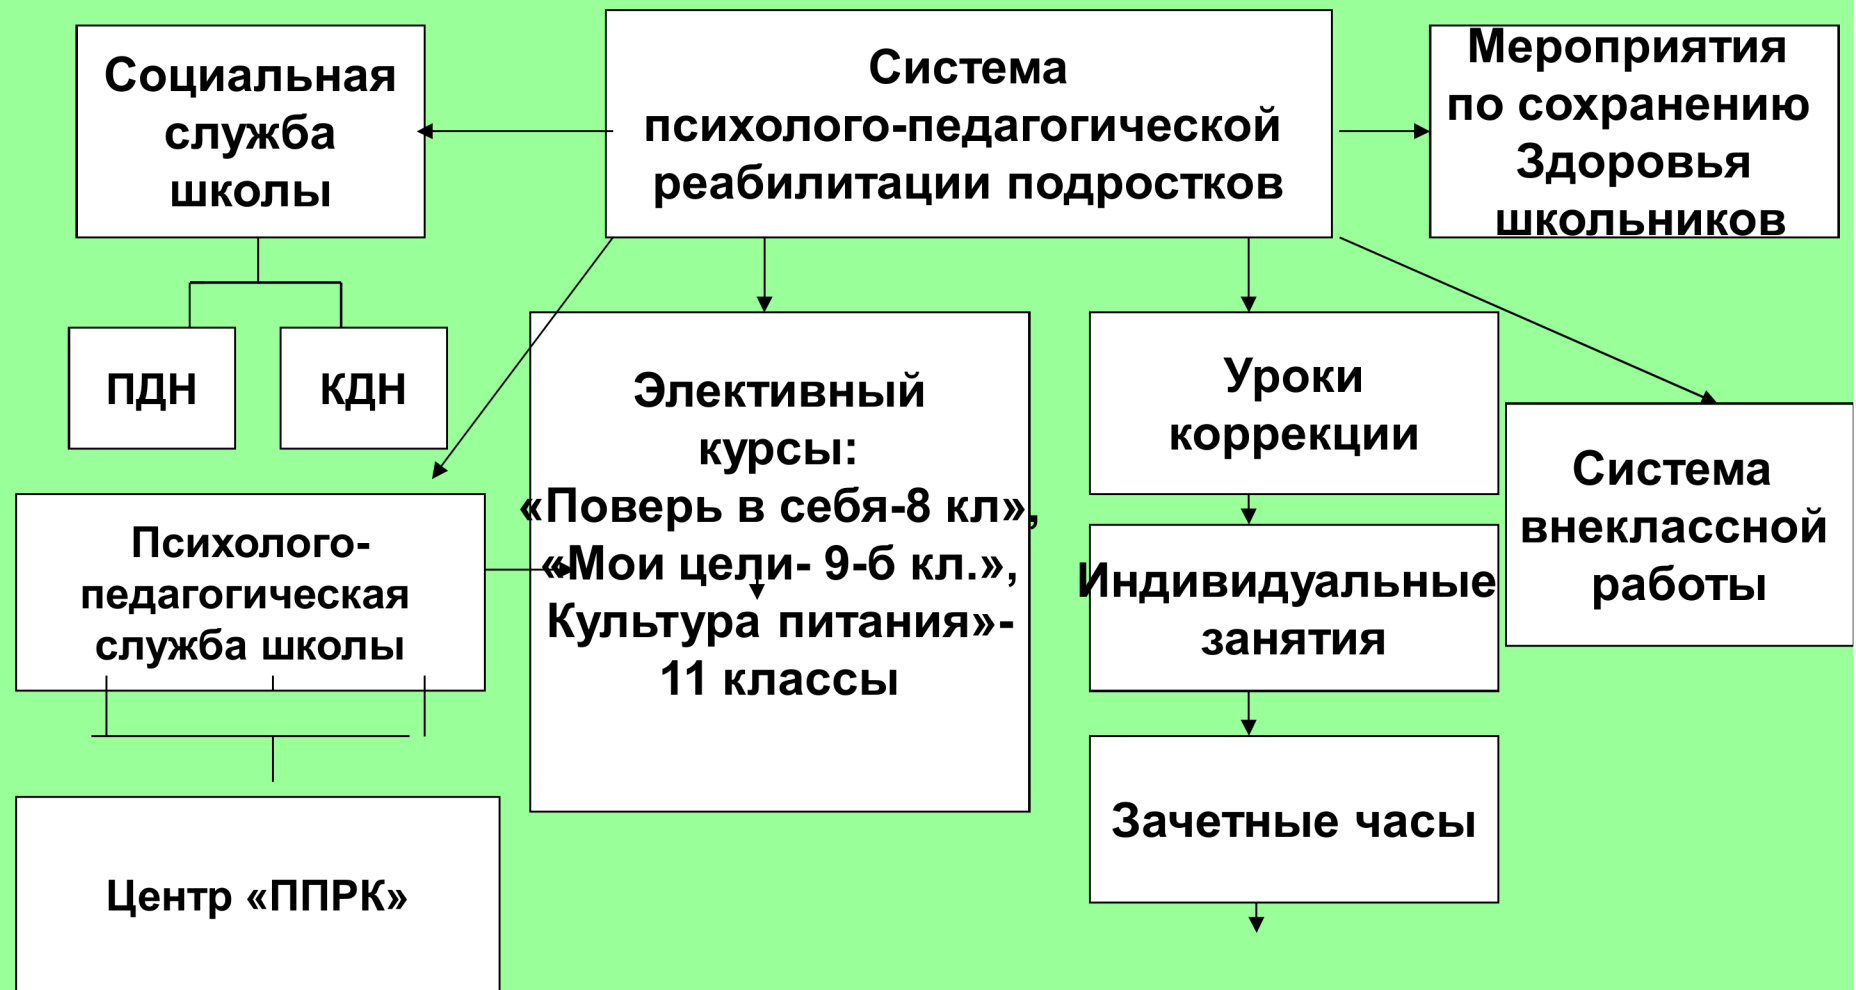 Социальная
служба
школы
Система
психолого-педагогической
реабилитации подростков
Мероприятия
по сохранению
Здоровья
школьников
ПДН
КДН
Элективный
курсы:
«Поверь в себя-8 кл»,
«Мои цели- 9-б кл.»,
Культура питания»-
11 классы
Уроки
коррекции
Система
внеклассной
работы
Психолого-
педагогическая
служба школы
Индивидуальные
занятия
Зачетные часы
Центр «ППРК»